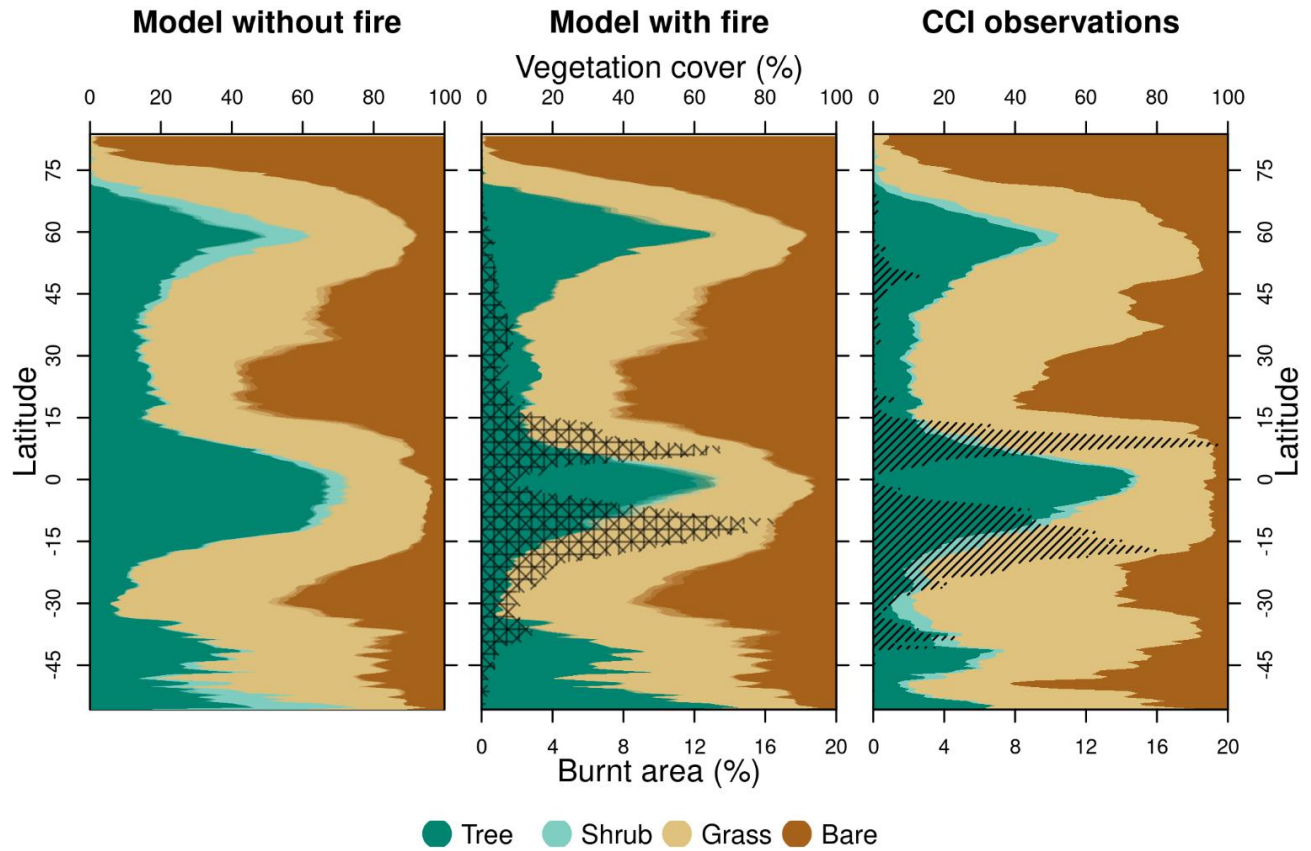 Model without fire Model with fire CCI observations
Vegetation cover (%)
0 20 40 60 80 100 0 20 40 60 80 100 0 20 40 60 80 100
Latitude
75 60 45 30 15 0 -15 -30 -45
75 60 45 30 15 0 -15 -30 -45
Latitude
0 4 8 12 16 20 0 4 8 12 16 20
Burnt area (%)
Tree Shrub Grass Bare